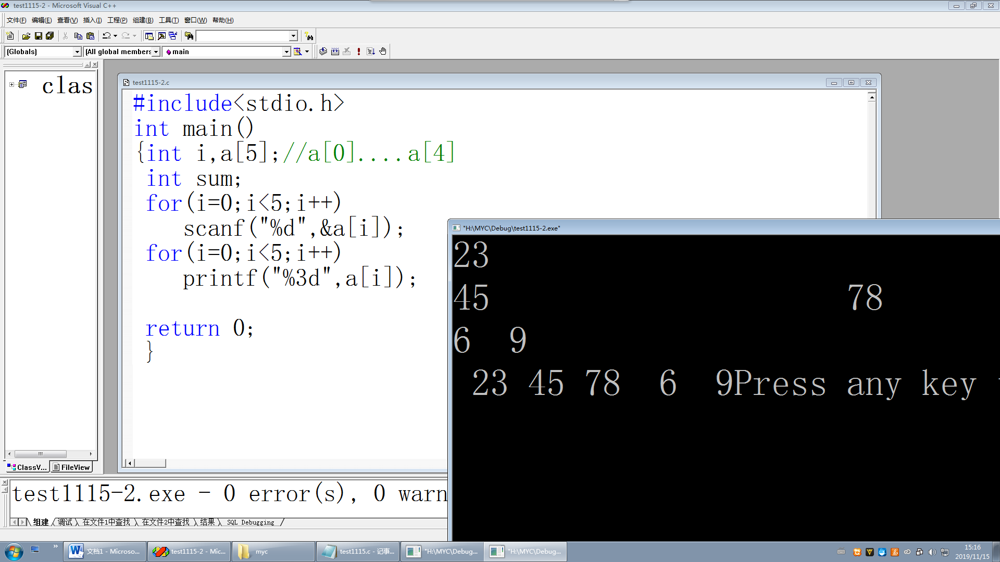 test1115-2 - Microsoft Visual C++
文件(F) 编辑(E) 查看(V) 插入(I) 工程(P) 组建(B) 工具(T) 窗口(W) 帮助(H)
(Globals) (All global members main
clas
test1115-2.c
#include<stdio.h>
int main()
{int i,a[5];//a[0]....a[4]
int sum;
for(i=0;i<5;i++)
scanf("%d",&a[i]);
for(i=0;i<5;i++)
printf("%3d",a[i]);
return 0;
}
"H:\MYC\Debug\test1115-2.exe"
23
45 78
6 9
23 45 78 6 9Press any key
ClassV... FileView
test1115-2.exe - 0 error(s), 0 warn
组建 调试 在文件1中查找 在文件2中查找 结果 SQL Debugging
文档1 - Microso... test1115-2 - Mic... myc test1115.c - 记事... "H:\MYC\Debug... "H:\MYC\Debug...
15:16
2019/11/15